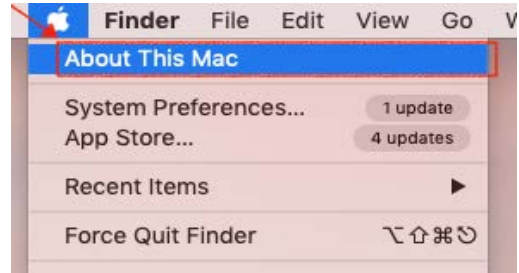 Finder File Edit View Go
About This Mac
System Preferences... 1 update
App Store... 4 updates
Recent Items ▶
Force Quit Finder ⌥⇧⌘⎋